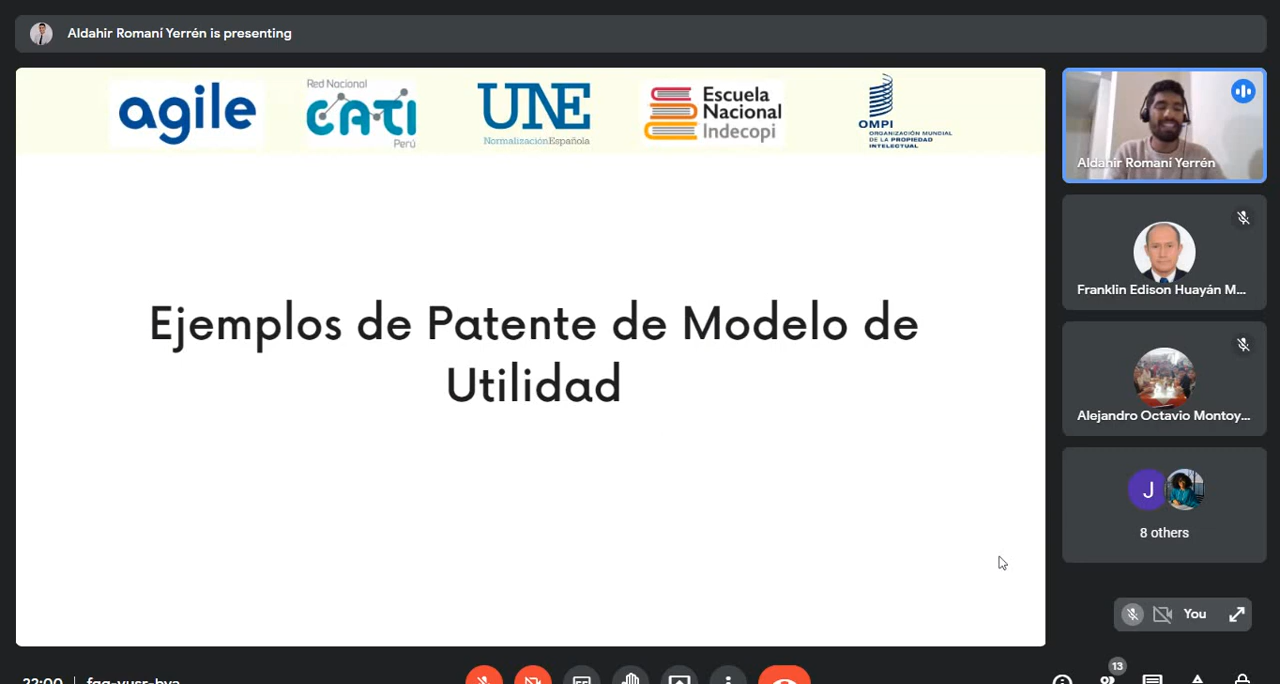 Aldahir Romaní Yerrén is presenting
agile
Red Nacional
CATI
Perú
UNE
NormalizaciónEspañola
Escuela
Nacional
Indecopi
OMPI
ORGANIZACIÓN MUNDIAL
DE LA PROPIEDAD
INTELECTUAL
Ejemplos de Patente de Modelo de
Utilidad
Aldahir Romaní Yerrén
Franklin Edison Huayán M...
Alejandro Octavio Montoy...
J
8 others
You
13
22:00